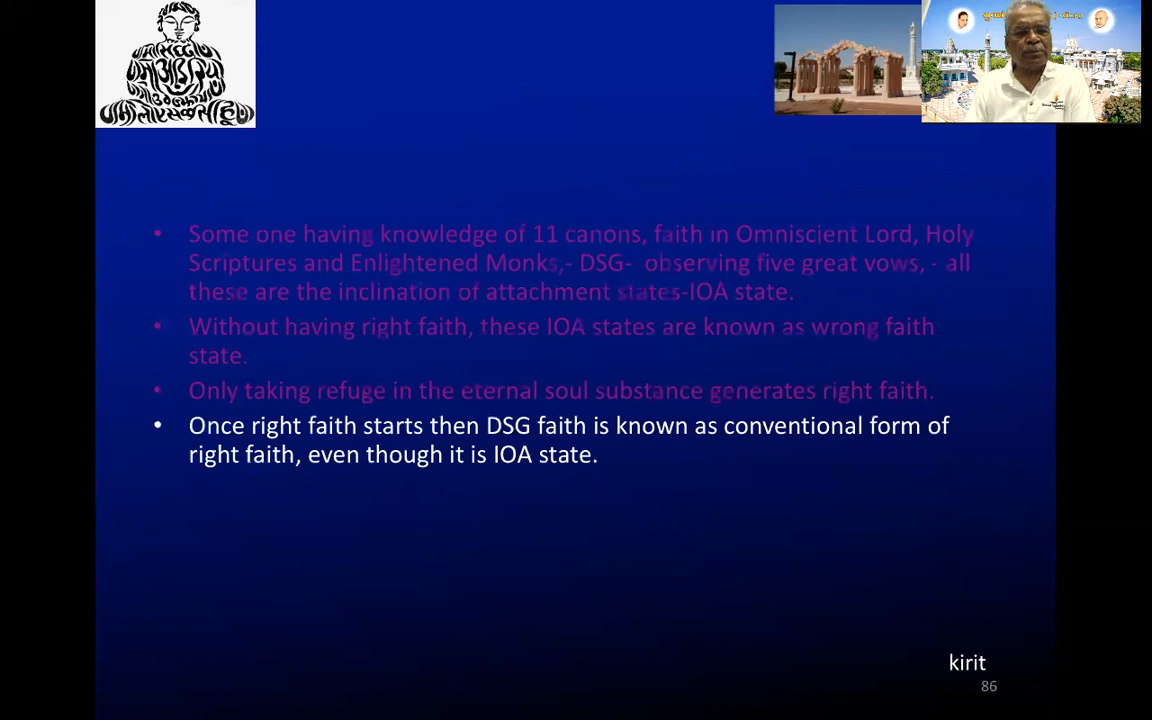 • Some one having knowledge of 11 canons, faith in Omniscient Lord, Holy
Scriptures and Enlightened Monks,- DSG- observing five great vows, - all
these are the inclination of attachment states-IOA state.
• Without having right faith, these IOA states are known as wrong faith
state.
• Only taking refuge in the eternal soul substance generates right faith.
• Once right faith starts then DSG faith is known as conventional form of
right faith, even though it is IOA state.
kirit
86